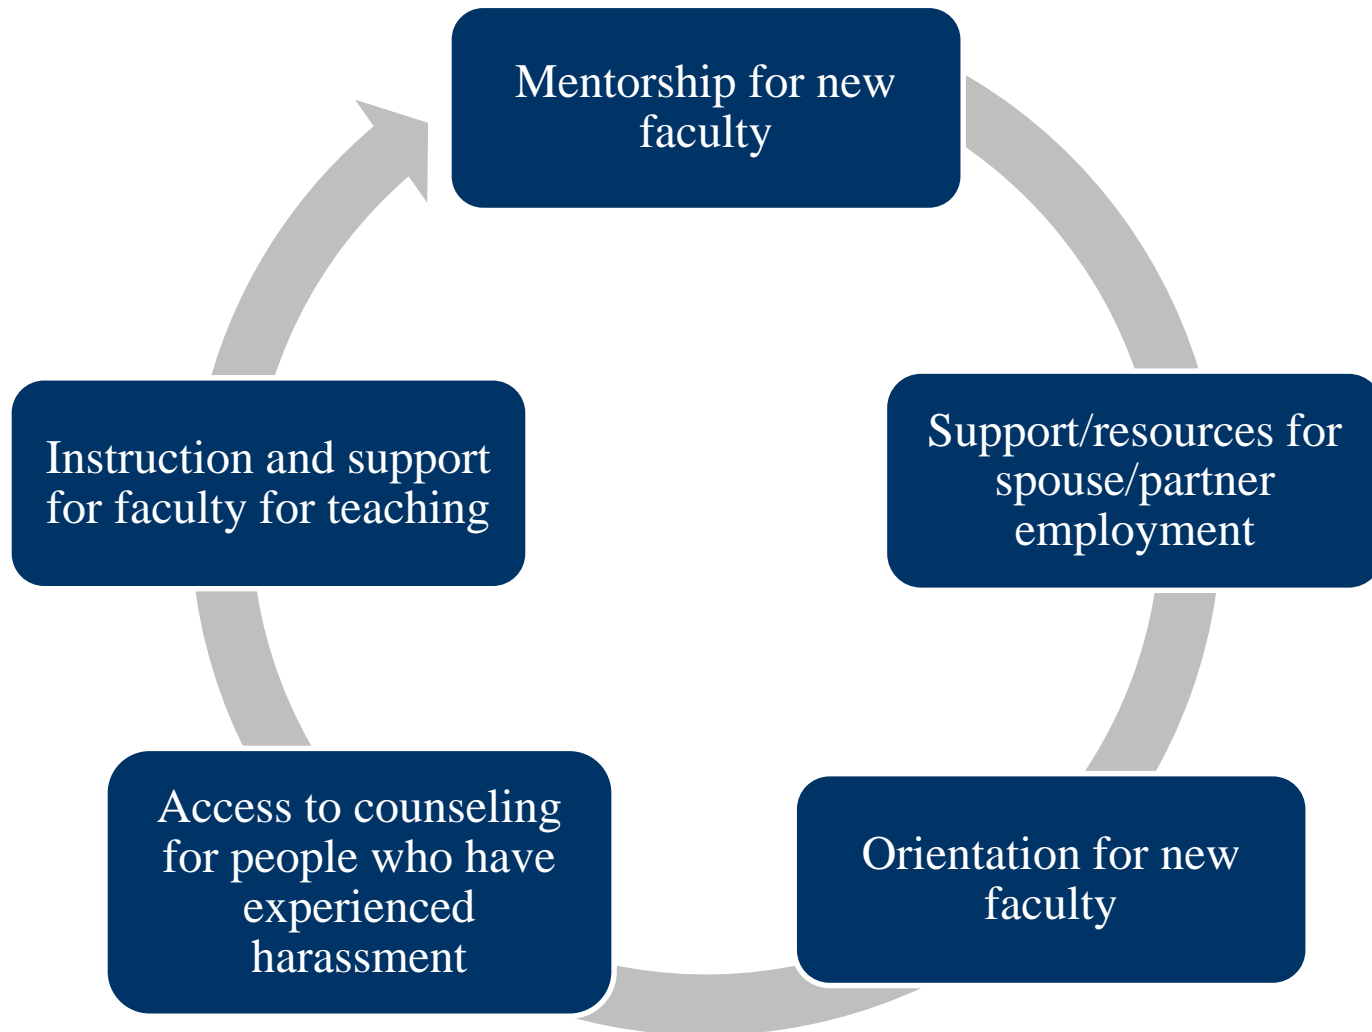 Mentorship for new
faculty
Support/resources for
spouse/partner
employment
Orientation for new
faculty
Access to counseling
for people who have
experienced
harassment
Instruction and support
for faculty for teaching